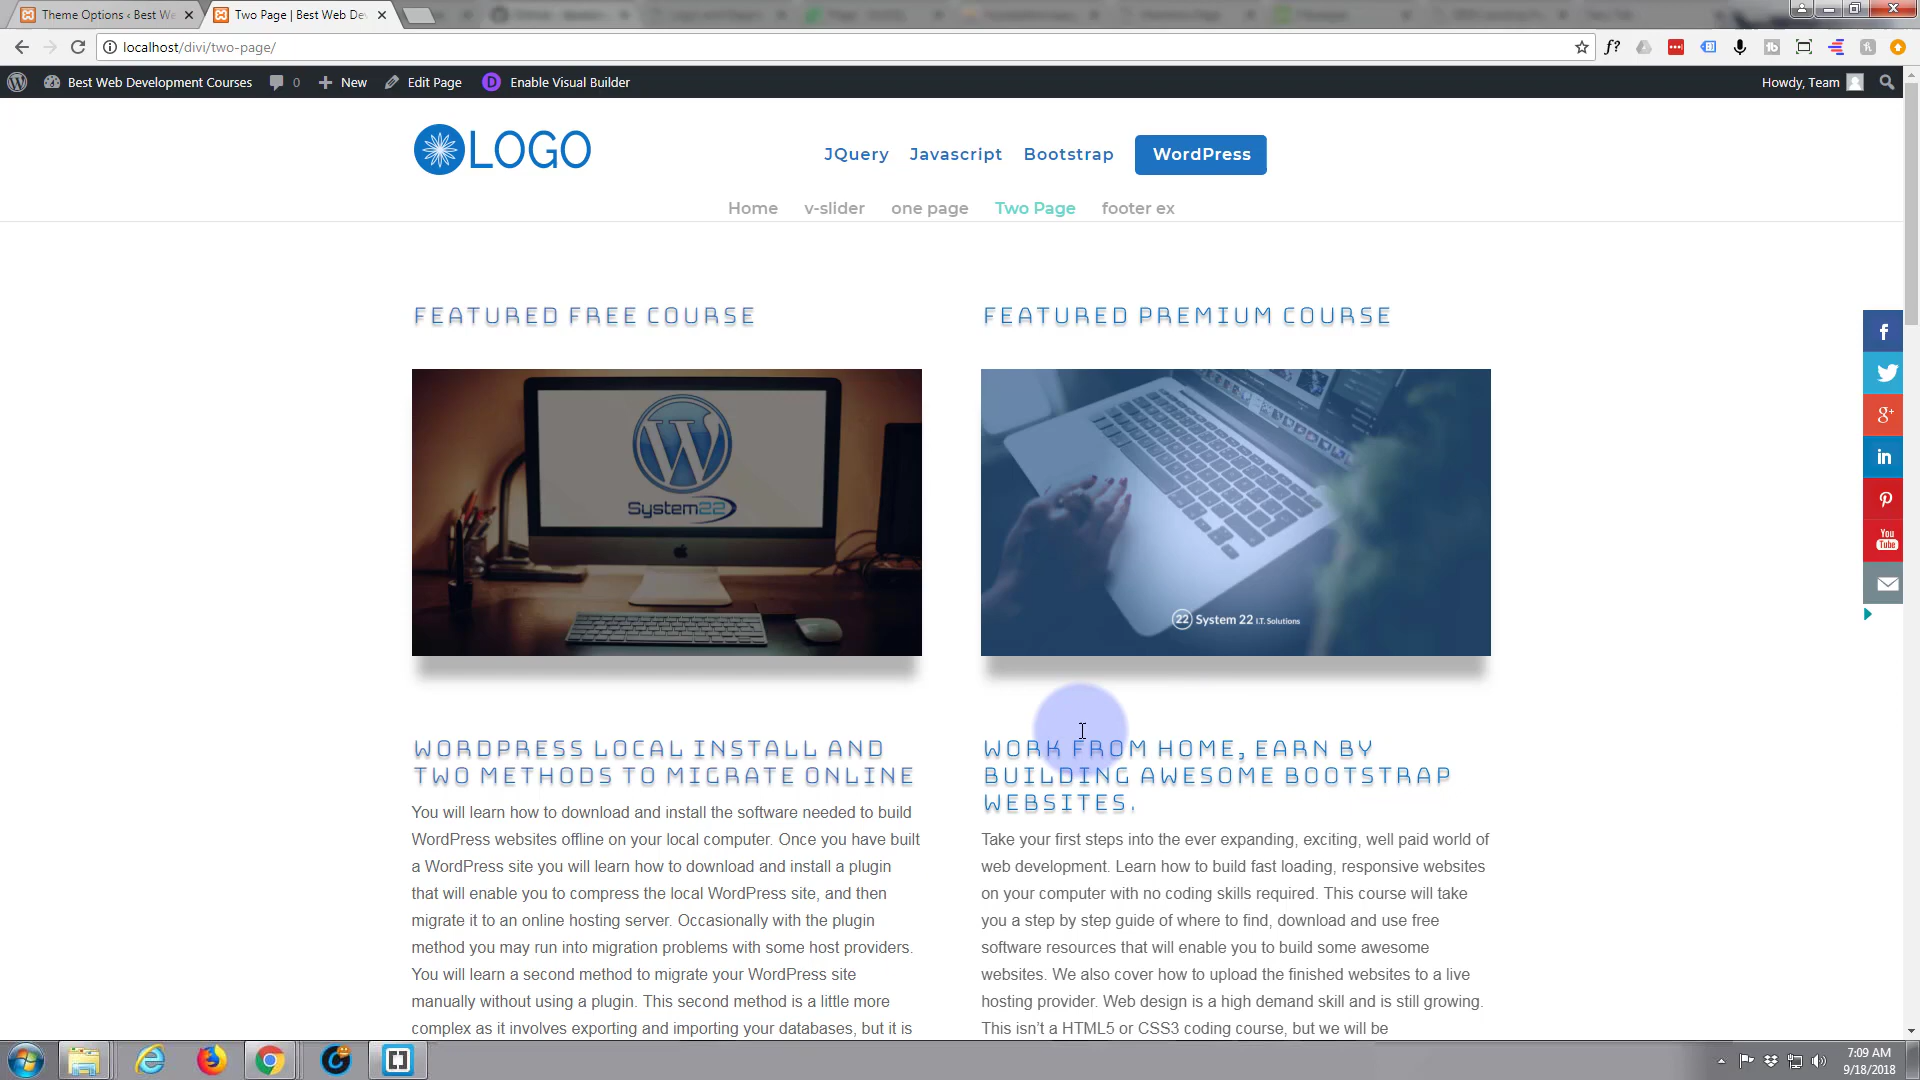 Theme Options ‹ Best We
Two Page | Best Web De
localhost/divi/two-page/
f?
Best Web Development Courses
0
New
Edit Page
D
Enable Visual Builder
Howdy, Team
LOGO
JQuery
Javascript
Bootstrap
WordPress
Home
v-slider
one page
Two Page
footer ex
FEATURED FREE COURSE
System22
WORDPRESS LOCAL INSTALL AND
TWO METHODS TO MIGRATE ONLINE
You will learn how to download and install the software needed to build
WordPress websites offline on your local computer. Once you have built
a WordPress site you will learn how to download and install a plugin
that will enable you to compress the local WordPress site, and then
migrate it to an online hosting server. Occasionally with the plugin
method you may run into migration problems with some host providers.
You will learn a second method to migrate your WordPress site
manually without using a plugin. This second method is a little more
complex as it involves exporting and importing your databases, but it is
FEATURED PREMIUM COURSE
22 System 22 I.T. Solutions
WORK FROM HOME, EARN BY
BUILDING AWESOME BOOTSTRAP
WEBSITES.
Take your first steps into the ever expanding, exciting, well paid world of
web development. Learn how to build fast loading, responsive websites
on your computer with no coding skills required. This course will take
you a step by step guide of where to find, download and use free
software resources that will enable you to build some awesome
websites. We also cover how to upload the finished websites to a live
hosting provider. Web design is a high demand skill and is still growing.
This isn't a HTML5 or CSS3 coding course, but we will be
f
g+
in
You
Tube
7:09 AM
9/18/2018